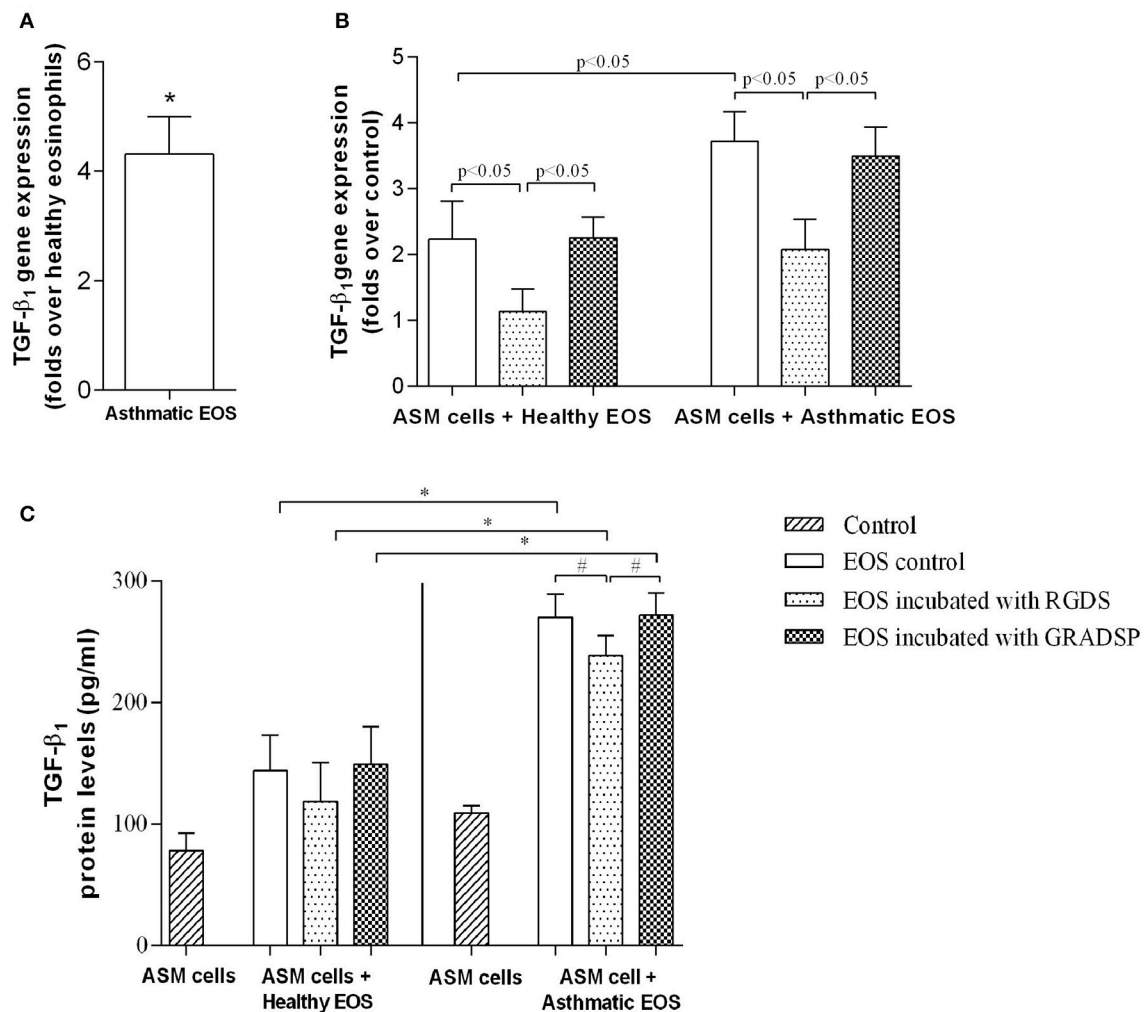 A
TGF-β1 gene expression
(folds over healthy eosinophils)
6
4
2
0
*
Asthmatic EOS
B
TGF-β1gene expression
(folds over control)
5
4
3
2
1
0
p<0.05
p<0.05
p<0.05
p<0.05
p<0.05
ASM cells + Healthy EOS
ASM cells + Asthmatic EOS
C
TGF-β1
protein levels (pg/ml)
300
200
100
0
*
*
*
#
#
ASM cells
ASM cells +
Healthy EOS
ASM cells
ASM cell +
Asthmatic EOS
Control
EOS control
EOS incubated with RGDS
EOS incubated with GRADSP